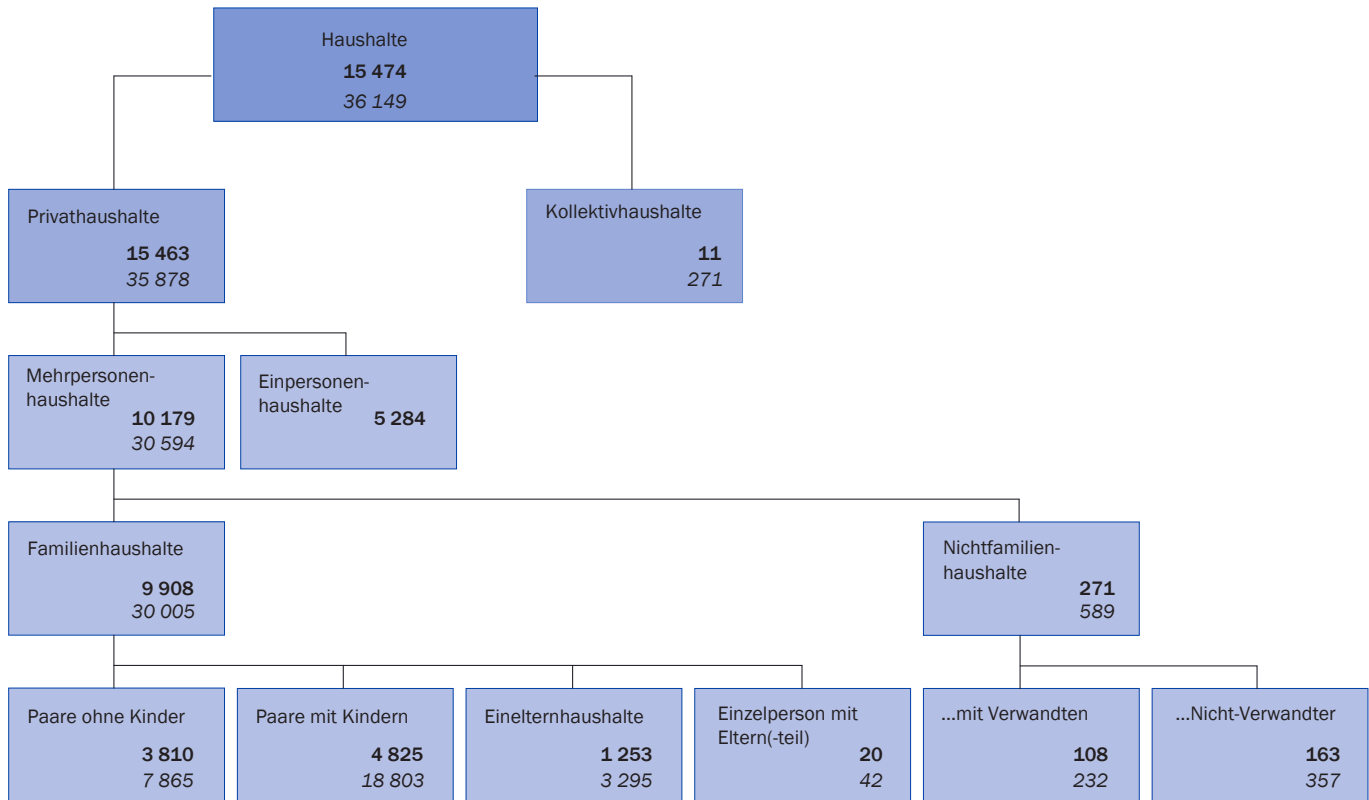 Haushalte
15 474
36 149
Privathaushalte
15 463
35 878
Kollektivhaushalte
11
271
Mehrpersonen-
haushalte
10 179
30 594
Einpersonen-
haushalte
5 284
Familienhaushalte
9 908
30 005
Nichtfamilien-
haushalte
271
589
Paare ohne Kinder
3 810
7 865
Paare mit Kindern
4 825
18 803
Einelternhaushalte
1 253
3 295
Einzelperson mit
Eltern(-teil)
20
42
...mit Verwandten
108
232
...Nicht-Verwandter
163
357